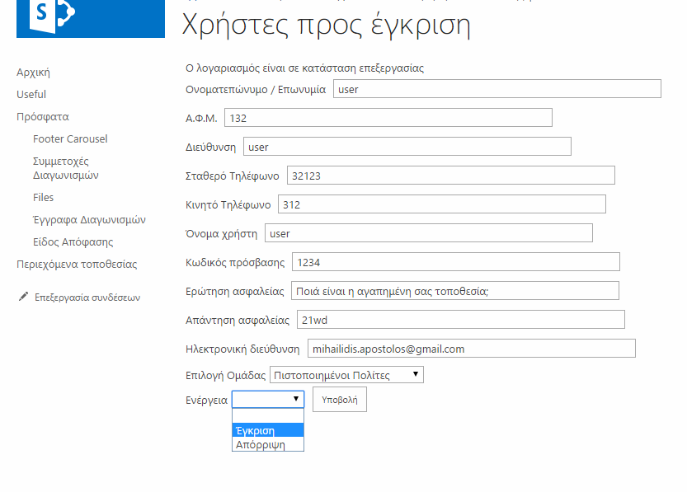 S
Χρήστες προς έγκριση
Αρχική
Useful
Πρόσφατα
Footer Carousel
Συμμετοχές
Διαγωνισμών
Files
Έγγραφα Διαγωνισμών
Είδος Απόφασης
Περιεχόμενα τοποθεσίας
Επεξεργασία συνδέσεων
Ο λογαριασμός είναι σε κατάσταση επεξεργασίας
Ονοματεπώνυμο / Επωνυμία user
Α.Φ.Μ. 132
Διεύθυνση user
Σταθερό Τηλέφωνο 32123
Κινητό Τηλέφωνο 312
Όνομα χρήστη user
Κωδικός πρόσβασης 1234
Ερώτηση ασφαλείας Ποιά είναι η αγαπημένη σας τοποθεσία;
Απάντηση ασφαλείας 21wd
Ηλεκτρονική διεύθυνση mihailidis.apostolos@gmail.com
Επιλογή Ομάδας Πιστοποιημένοι Πολίτες
Ενέργεια Υποβολή
Έγκριση
Απόρριψη